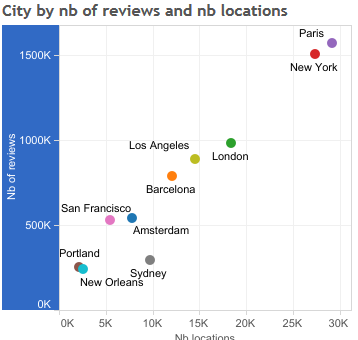 City by nb of reviews and nb locations
Paris
1500K
New York
1000K
Los Angeles
London
Nb of reviews
Barcelona
San Francisco
500K
Amsterdam
Portland
Sydney
New Orleans
0K
0K 5K 10K 15K 20K 25K 30K
Nb locations